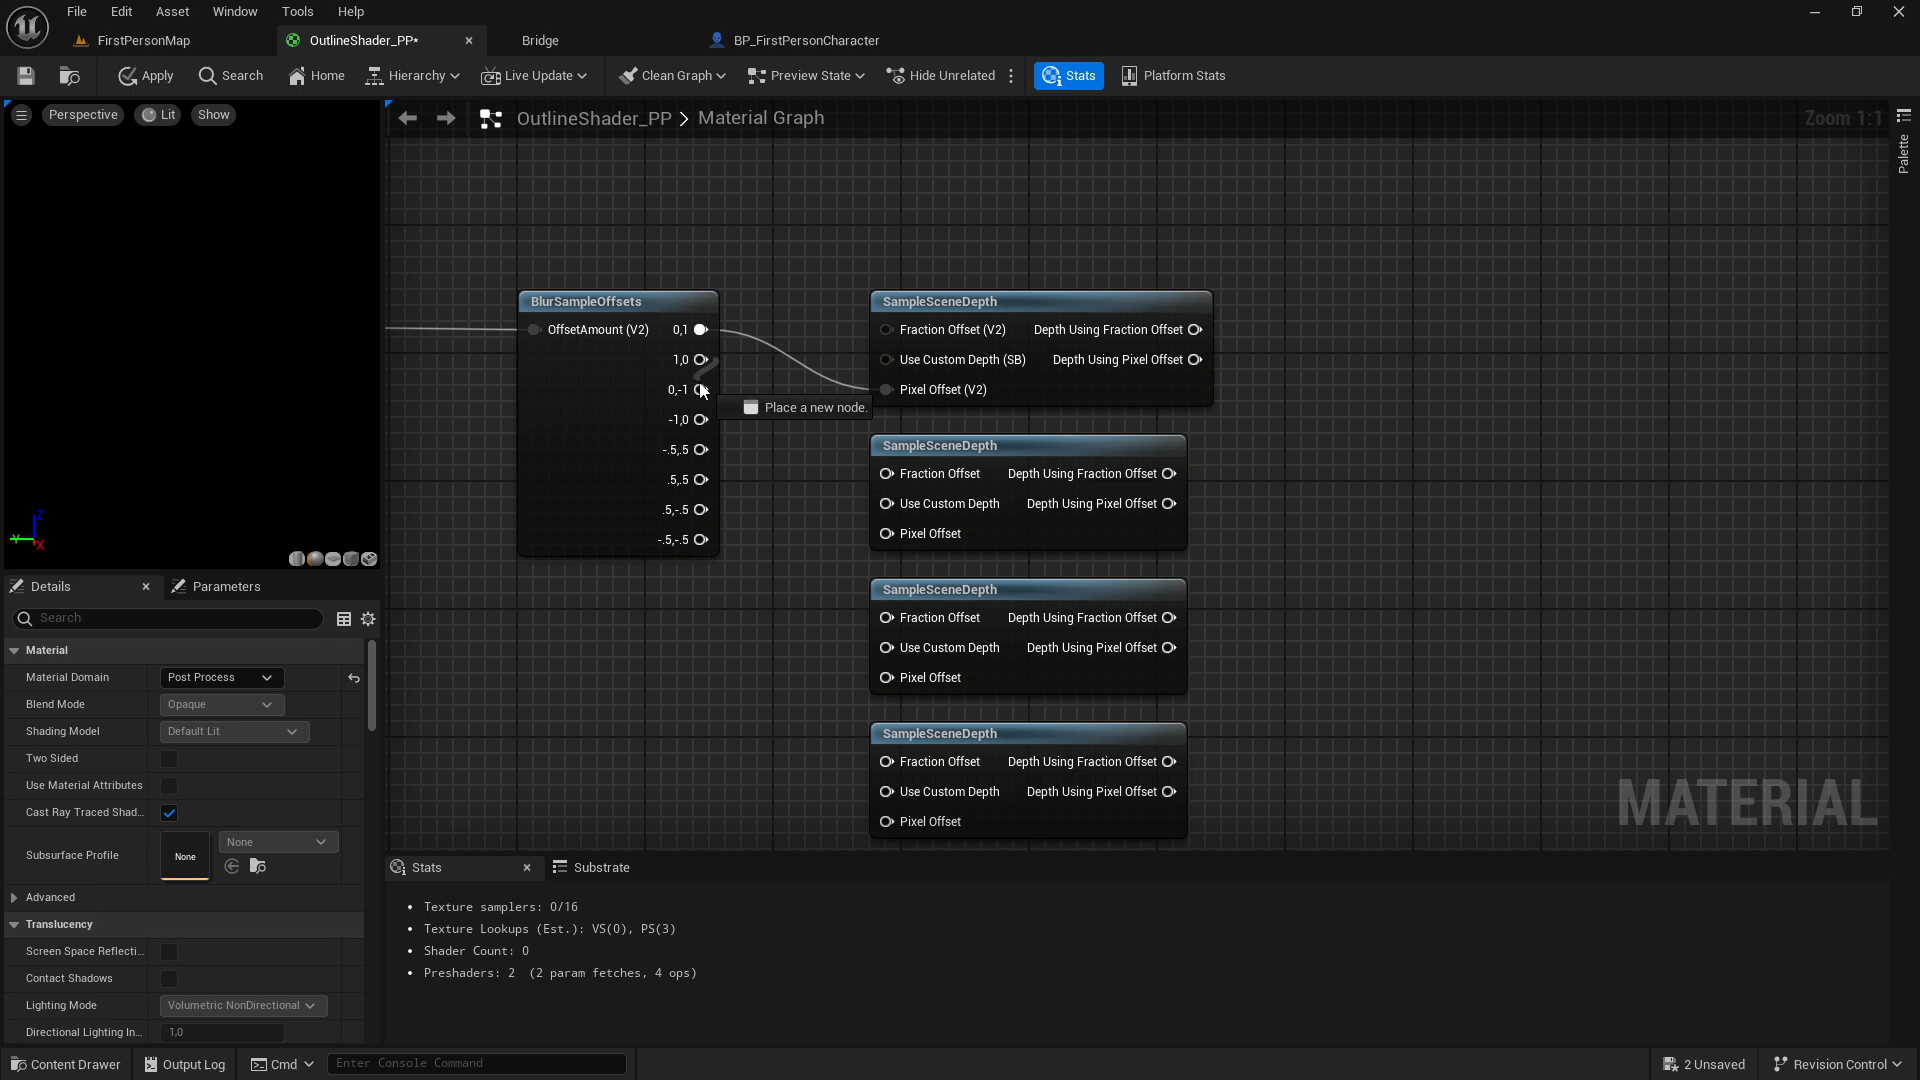 File Edit Asset Window Tools Help
FirstPersonMap
OutlineShader_PP*
Bridge
BP_FirstPersonCharacter
Apply
Search
Home
Hierarchy
Live Update
Clean Graph
Preview State
Hide Unrelated
Stats
Platform Stats
Perspective
Lit
Show
OutlineShader_PP > Material Graph
Zoom 1:1
Palette
BlurSampleOffsets
OffsetAmount (V2) 0,1
1,0
0,-1
-1,0
-.5,.5
.5,.5
.5,-.5
-.5,-.5
Place a new node.
SampleSceneDepth
Fraction Offset (V2) Depth Using Fraction Offset
Use Custom Depth (SB) Depth Using Pixel Offset
Pixel Offset (V2)
SampleSceneDepth
Fraction Offset Depth Using Fraction Offset
Use Custom Depth Depth Using Pixel Offset
Pixel Offset
SampleSceneDepth
Fraction Offset Depth Using Fraction Offset
Use Custom Depth Depth Using Pixel Offset
Pixel Offset
SampleSceneDepth
Fraction Offset Depth Using Fraction Offset
Use Custom Depth Depth Using Pixel Offset
Pixel Offset
MATERIAL
Z
Y
X
Details
Parameters
Search
Material
Material Domain Post Process
Blend Mode Opaque
Shading Model Default Lit
Two Sided
Use Material Attributes
Cast Ray Traced Shad...
Subsurface Profile None None
Advanced
Translucency
Screen Space Reflecti...
Contact Shadows
Lighting Mode Volumetric NonDirectional
Directional Lighting In... 1,0
Stats
Substrate
• Texture samplers: 0/16
• Texture Lookups (Est.): VS(0), PS(3)
• Shader Count: 0
• Preshaders: 2 (2 param fetches, 4 ops)
Content Drawer
Output Log
Cmd
Enter Console Command
2 Unsaved
Revision Control